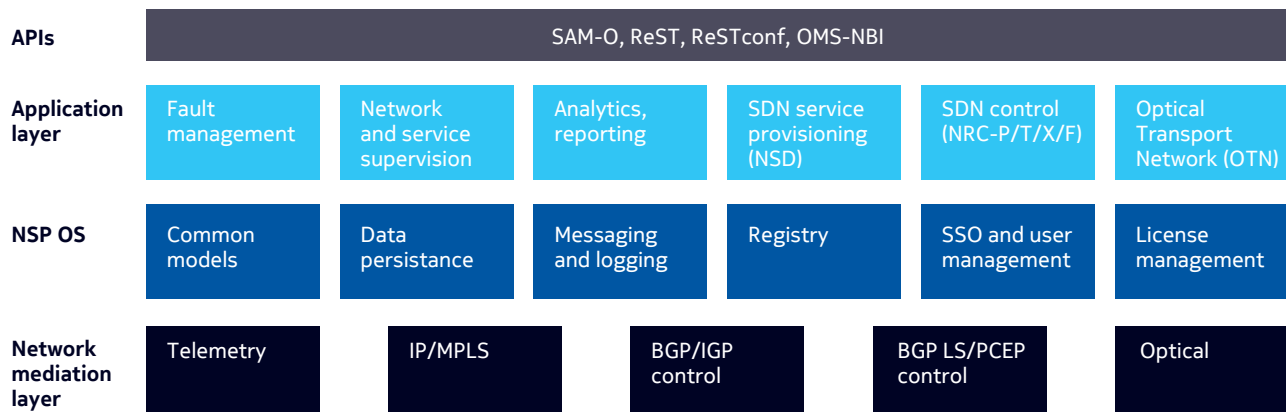 APIs
SAM-O, ReST, ReSTconf, OMS-NBI
Application
layer
Fault
management
Network
and service
supervision
Analytics,
reporting
SDN service
provisioning
(NSD)
SDN control
(NRC-P/T/X/F)
Optical
Transport
Network (OTN)
NSP OS
Common
models
Data
persistance
Messaging
and logging
Registry
SSO and user
management
License
management
Network
mediation
layer
Telemetry
IP/MPLS
BGP/IGP
control
BGP LS/PCEP
control
Optical